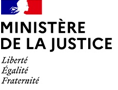 MINISTÈRE
DE LA JUSTICE
Liberté
Égalité
Fraternité